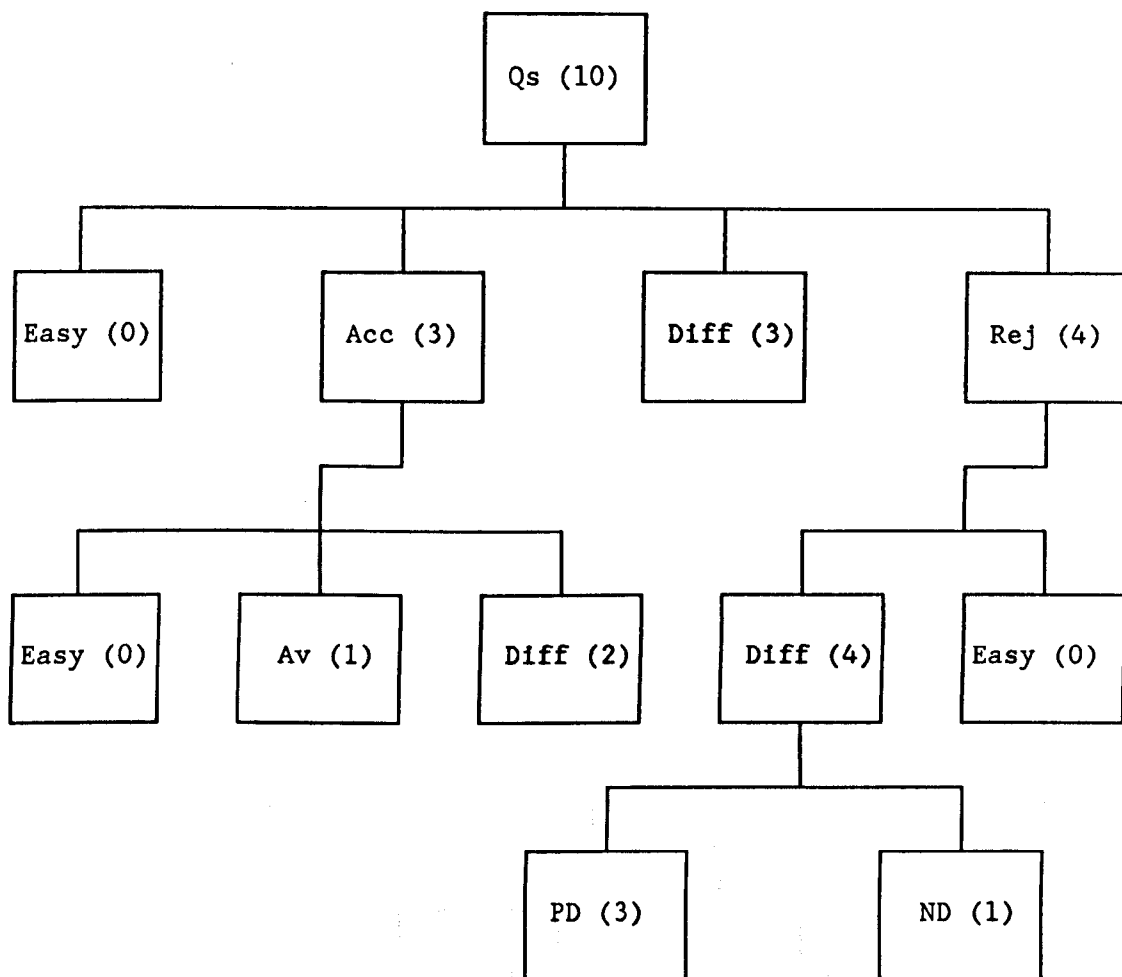 Qs (10)
Easy (0)
Acc (3)
Diff (3)
Rej (4)
Easy (0)
Av (1)
Diff (2)
Diff (4)
Easy (0)
PD (3)
ND (1)